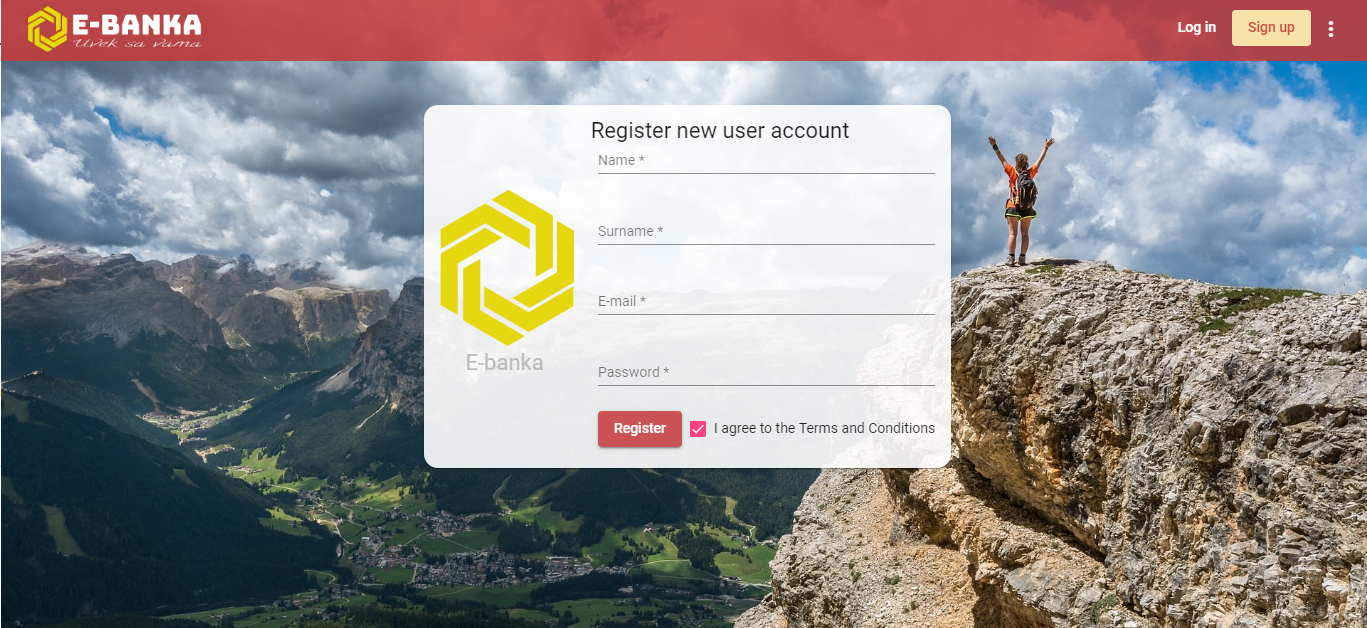 E-BANKA
Uvek sa vama
Log in
Sign up
Register new user account
Name *
Surname *
E-mail *
E-banka
Password *
Register
I agree to the Terms and Conditions